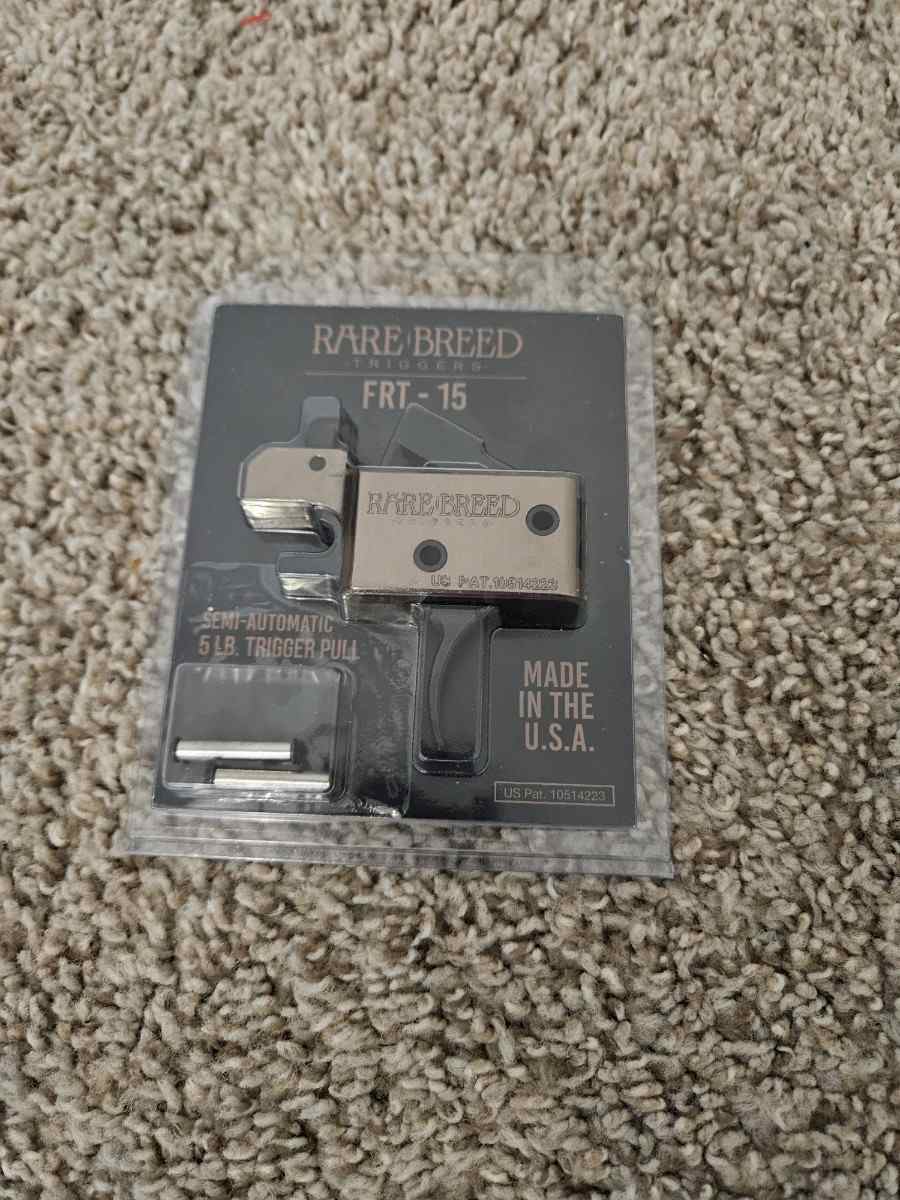 RARE BREED
TRIGGERS
FRT - 15
RARE BREED
US PAT. 10514223
SEMI-AUTOMATIC
5 LB. TRIGGER PULL
MADE
IN THE
U.S.A.
US Pat. 10514223